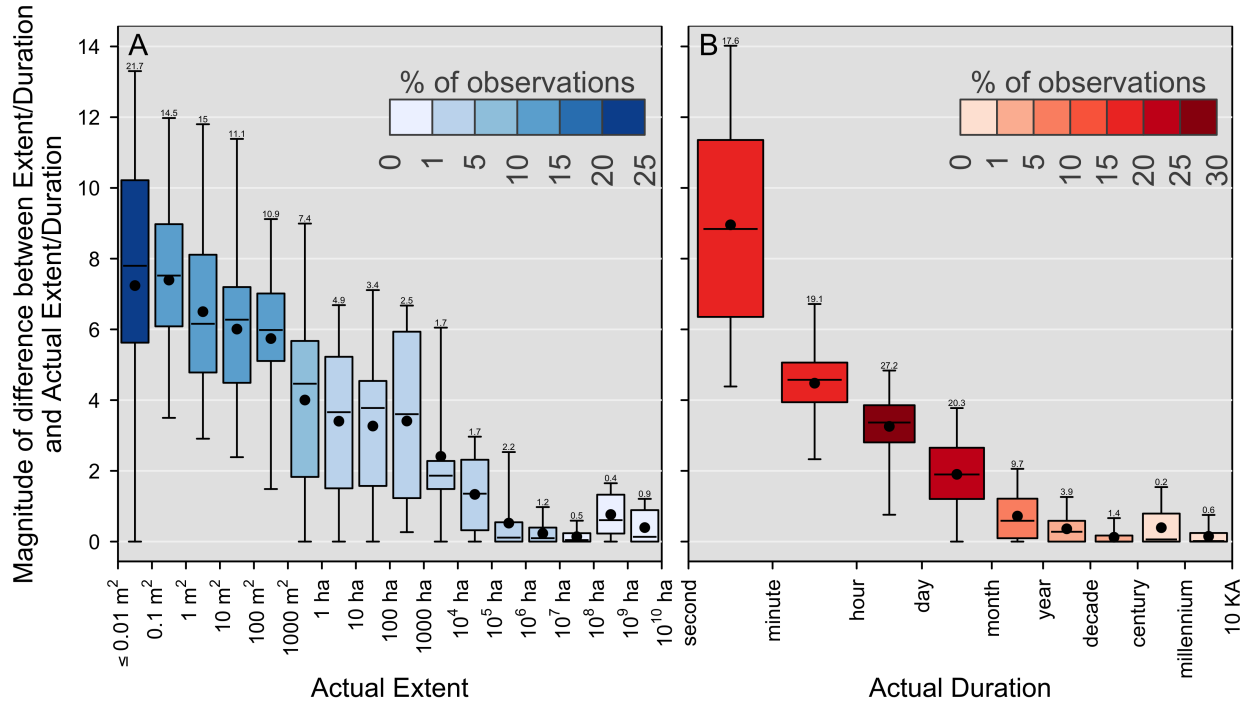 Magnitude of difference between Extent/Duration
and Actual Extent/Duration
A
% of observations
0 1 5 10 15 20 25
14
12
10
8
6
4
2
0
21.7 14.5 15 11.1 10.9 7.4 4.9 3.4 2.5 1.7 1.7 2.2 1.2 0.5 0.4 0.9
≤ 0.01 m² 0.1 m² 1 m² 10 m² 100 m² 1000 m² 1 ha 10 ha 100 ha 1000 ha 10⁴ ha 10⁵ ha 10⁶ ha 10⁷ ha 10⁸ ha 10⁹ ha 10¹⁰ ha
Actual Extent
B
% of observations
0 1 5 10 15 20 25 30
17.6 19.1 27.2 20.3 9.7 3.9 1.4 0.2 0.6
second minute hour day month year decade century millennium 10 KA
Actual Duration